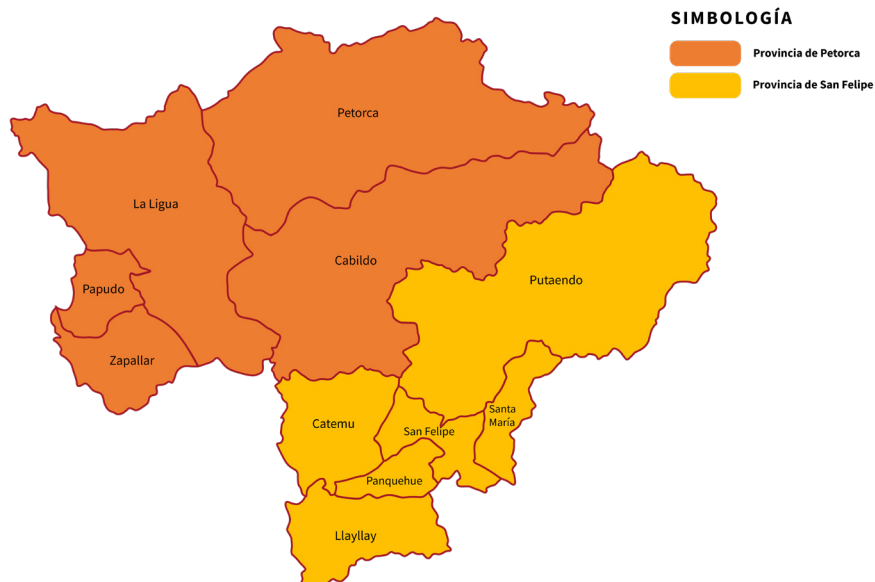 SIMBOLOGÍA
Provincia de Petorca
Provincia de San Felipe
Petorca
La Ligua
Cabildo
Putaendo
Papudo
Zapallar
Catemu
San Felipe
Santa
María
Panquehue
Llayllay